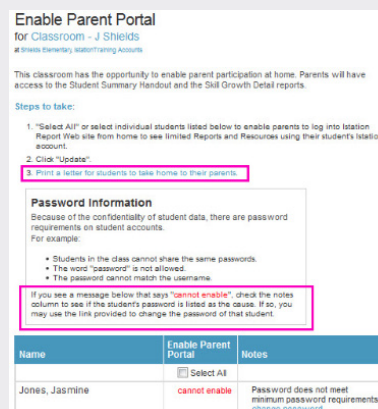 Enable Parent Portal
for Classroom - J Shields
at Shields Elementary, IstationTraining Accounts
This classroom has the opportunity to enable parent participation at home. Parents will have
access to the Student Summary Handout and the Skill Growth Detail reports.
Steps to take:
1. "Select All" or select individual students listed below to enable parents to log into Istation
Report Web site from home to see limited Reports and Resources using their student's Istation
account.
2. Click "Update".
3. Print a letter for students to take home to their parents.
Password Information
Because of the confidentiality of student data, there are password
requirements on student accounts.
For example:
• Students in the class cannot share the same passwords.
• The word "password" is not allowed.
• The password cannot match the username.
If you see a message below that says "cannot enable", check the notes
column to see if the student's password is listed as the cause. If so, you
may use the link provided to change the password of that student.
Name Enable Parent
Portal Notes
Select All
Jones, Jasmine cannot enable Password does not meet
minimum password requirements
change password